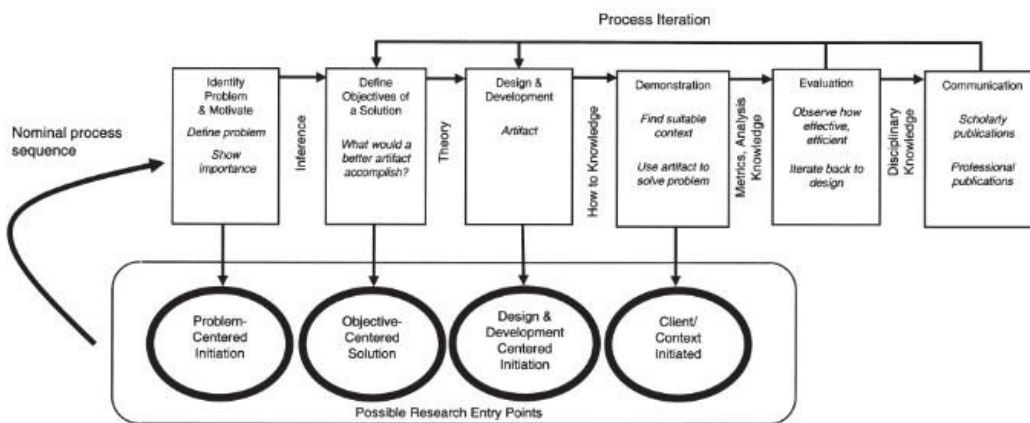 Process Iteration
Nominal process
sequence
Identify
Problem
& Motivate
Define problem
Show
importance
Inference
Define
Objectives of
a Solution
What would a
better artifact
accomplish?
Theory
Design &
Development
Artifact
How to Knowledge
Demonstration
Find suitable
context
Use artifact to
solve problem
Metrics, Analysis
Knowledge
Evaluation
Observe how
effective,
efficient
Iterate back to
design
Disciplinary
Knowledge
Communication
Scholarly
publications
Professional
publications
Problem-
Centered
Initiation
Objective-
Centered
Solution
Design &
Development
Centered
Initiation
Client/
Context
Initiated
Possible Research Entry Points